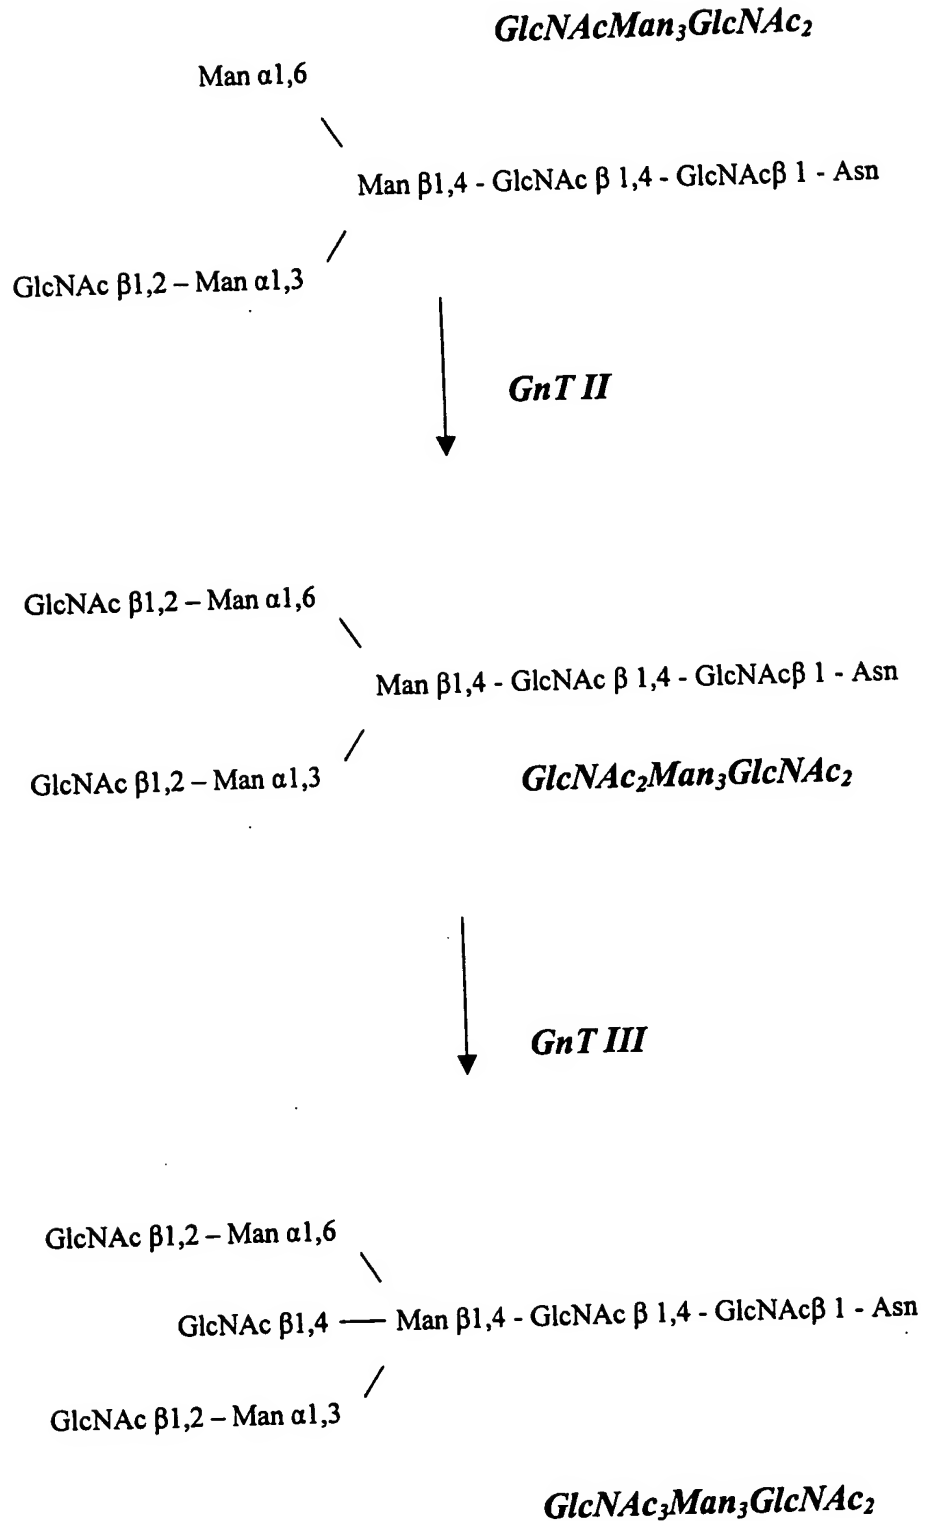 GlcNAcMan₃GlcNAc₂
Man α1,6
Man β1,4 - GlcNAc β 1,4 - GlcNAcβ 1 - Asn
GlcNAc β1,2 – Man α1,3
GnT II
GlcNAc β1,2 – Man α1,6
Man β1,4 - GlcNAc β 1,4 - GlcNAcβ 1 - Asn
GlcNAc β1,2 – Man α1,3
GlcNAc₂Man₃GlcNAc₂
GnT III
GlcNAc β1,2 – Man α1,6
GlcNAc β1,4 — Man β1,4 - GlcNAc β 1,4 - GlcNAcβ 1 - Asn
GlcNAc β1,2 – Man α1,3
GlcNAc₃Man₃GlcNAc₂